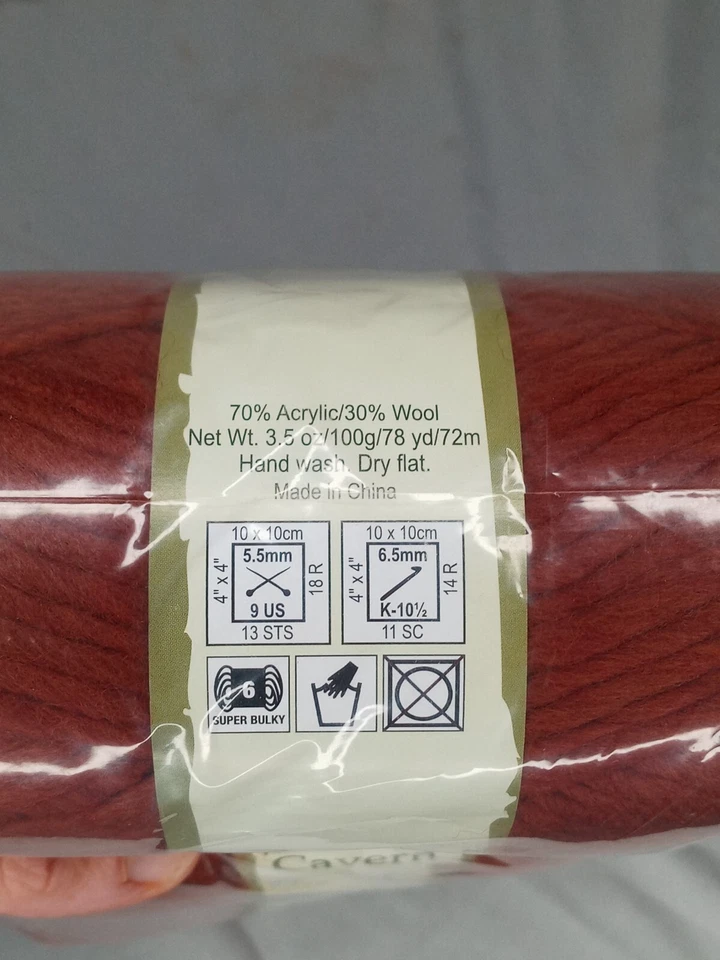 70% Acrylic/30% Wool
Net Wt. 3.5 oz/100g/78 yd/72m
Hand wash. Dry flat.
Made in China
10 x 10cm
4" x 4"
5.5mm
9 US
18 R
13 STS
10 x 10cm
4" x 4"
6.5mm
K-10½
14 R
11 SC
6
SUPER BULKY
Cavern